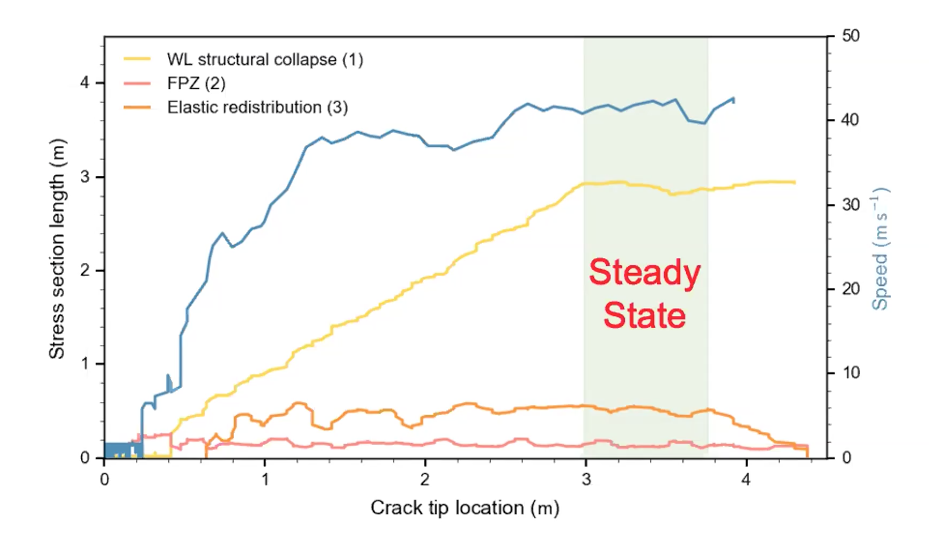 WL structural collapse (1)
FPZ (2)
Elastic redistribution (3)
Steady
State
Stress section length (m)
4
3
2
1
0
50
40
30
20
10
0
Speed (m s⁻¹)
0
1
2
3
4
Crack tip location (m)